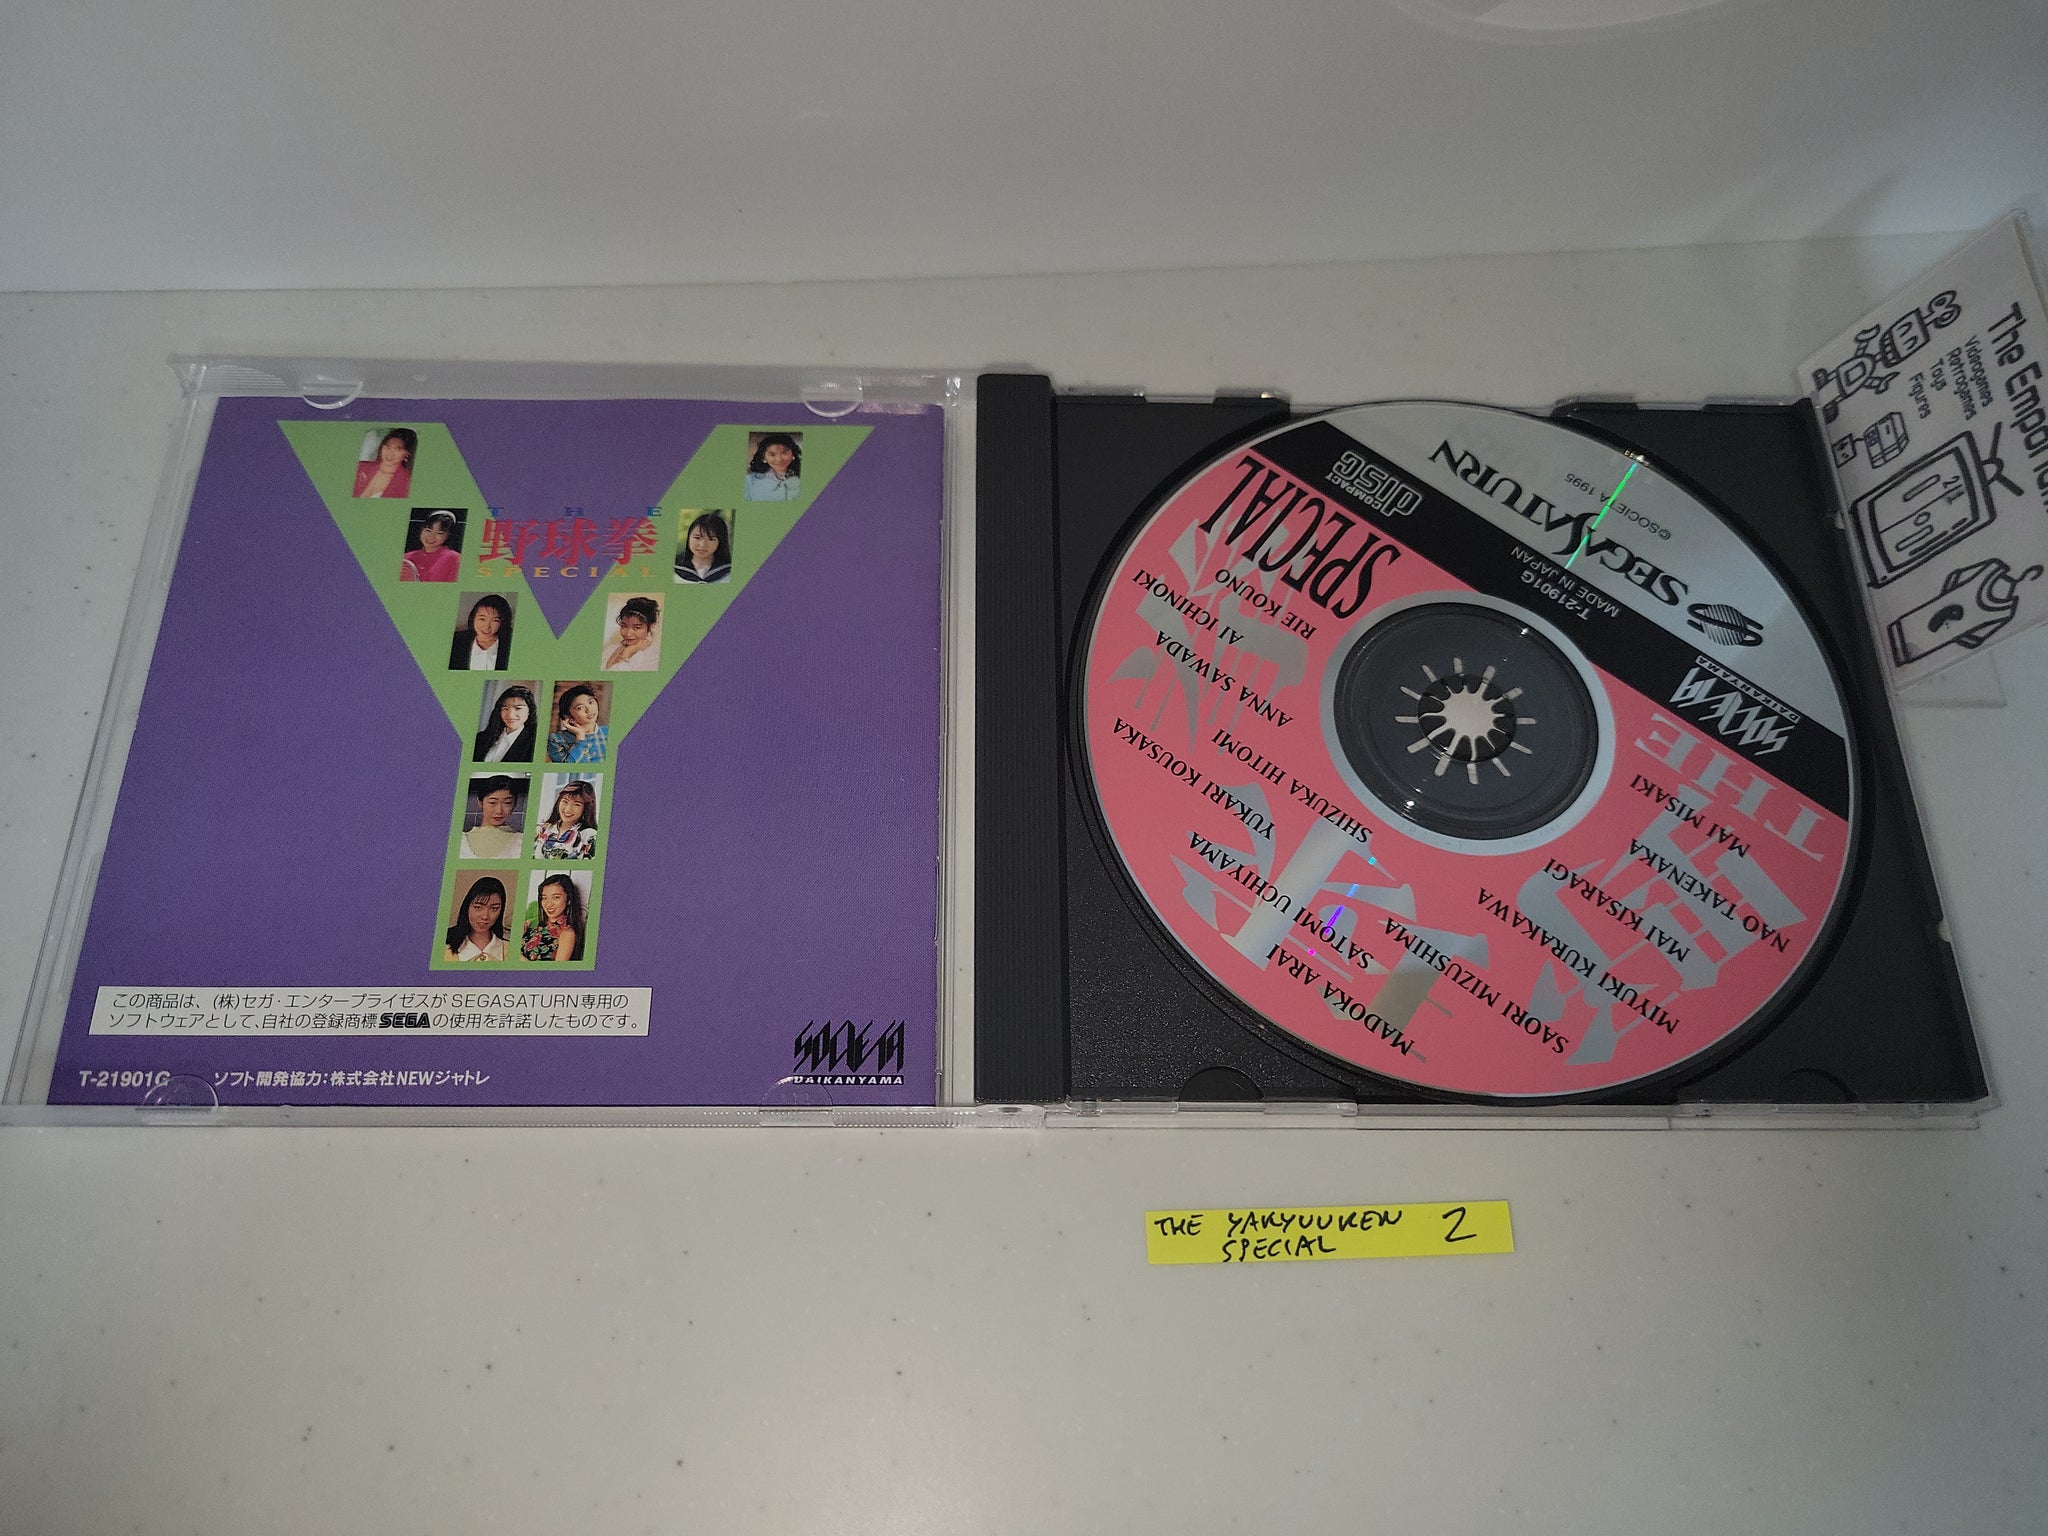 THE
野球拳
SPECIAL
この商品は、(株)セガ・エンタープライゼスがSEGASATURN専用の
ソフトウェアとして、自社の登録商標SEGAの使用を許諾したものです。
T-21901G
ソフト開発協力:株式会社NEWジャトレ
SOCIETA
DAIKANYAMA
SEGASATURN
©SOCIETA 1995
MADE IN JAPAN
T-21901G
COMPACT
disc
SOCIETA
DAIKANYAMA
THE
野球拳
SPECIAL
MAI MISAKI
NAO TAKENAKA
MAI KISARAGI
MIYUKI KURAKAWA
SAORI MIZUSHIMA
MADOKA ARAI
SATOMI UCHIYAMA
YUKARI KOUSAKA
SHIZUKA HITOMI
ANNA SAWADA
AI ICHINOKI
RIE KOUNO
The Emporium
Videogames
Retrogames
Toys
Figures
THE YAKYUUKEN 2
SPECIAL